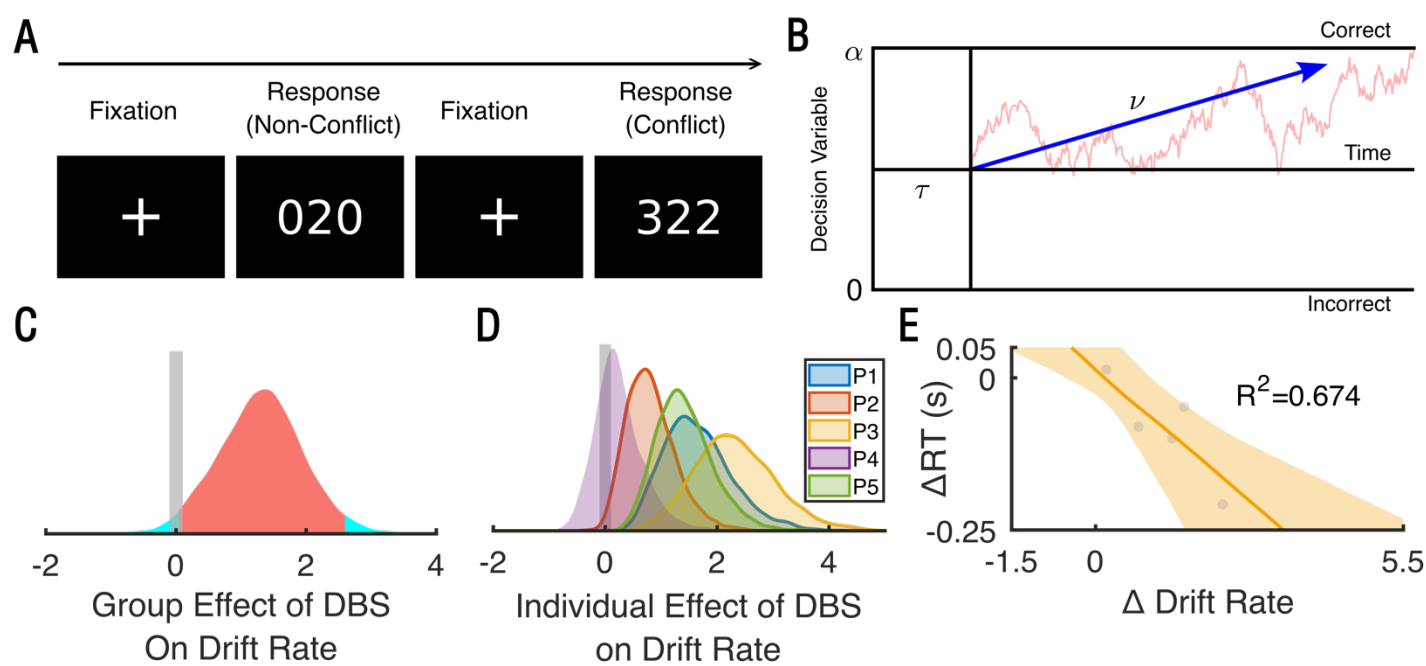 A
Fixation
Response
(Non-Conflict)
Fixation
Response
(Conflict)
+
020
+
322
B
Decision Variable
α
0
τ
ν
Correct
Time
Incorrect
C
-2
0
2
4
Group Effect of DBS
On Drift Rate
D
P1
P2
P3
P4
P5
-2
0
2
4
Individual Effect of DBS
on Drift Rate
E
0.05
0
-0.25
ΔRT (s)
R²=0.674
-1.5
0
5.5
Δ Drift Rate